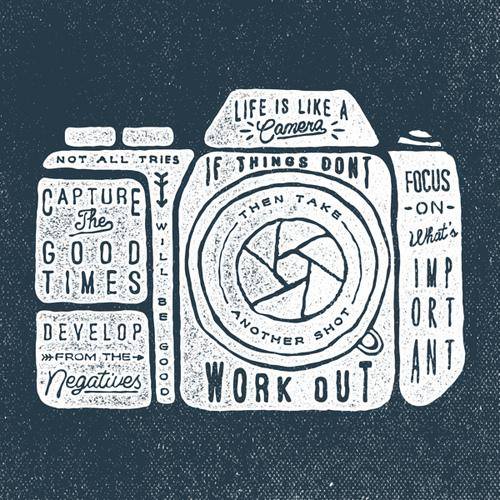 LIFE IS LIKE A
Camera
FOCUS
- ON -
What's
IMP
ORT
ANT
CAPTURE
The
GOOD
TIMES
DEVELOP
FROM THE
Negatives
IF THINGS DONT
WORK OUT
THEN TAKE
ANOTHER SHOT
NOT ALL TRIES
WILL BE GOOD